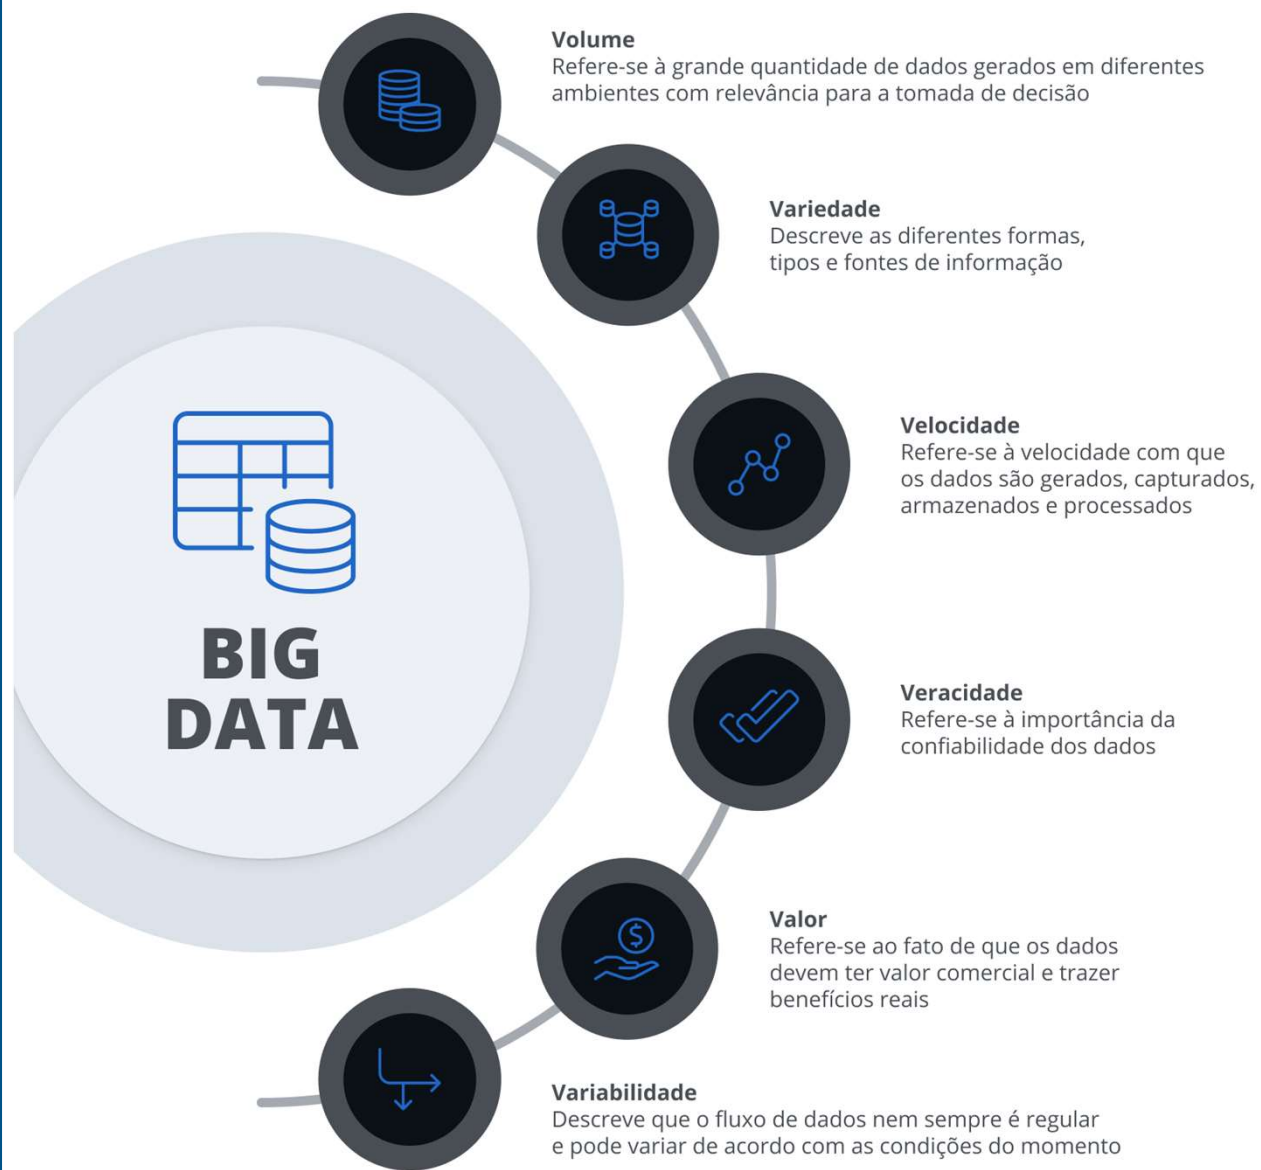 Volume
Refere-se à grande quantidade de dados gerados em diferentes
ambientes com relevância para a tomada de decisão
Variedade
Descreve as diferentes formas,
tipos e fontes de informação
Velocidade
Refere-se à velocidade com que
os dados são gerados, capturados,
armazenados e processados
BIG
DATA
Veracidade
Refere-se à importância da
confiabilidade dos dados
Valor
Refere-se ao fato de que os dados
devem ter valor comercial e trazer
benefícios reais
Variabilidade
Descreve que o fluxo de dados nem sempre é regular
e pode variar de acordo com as condições do momento